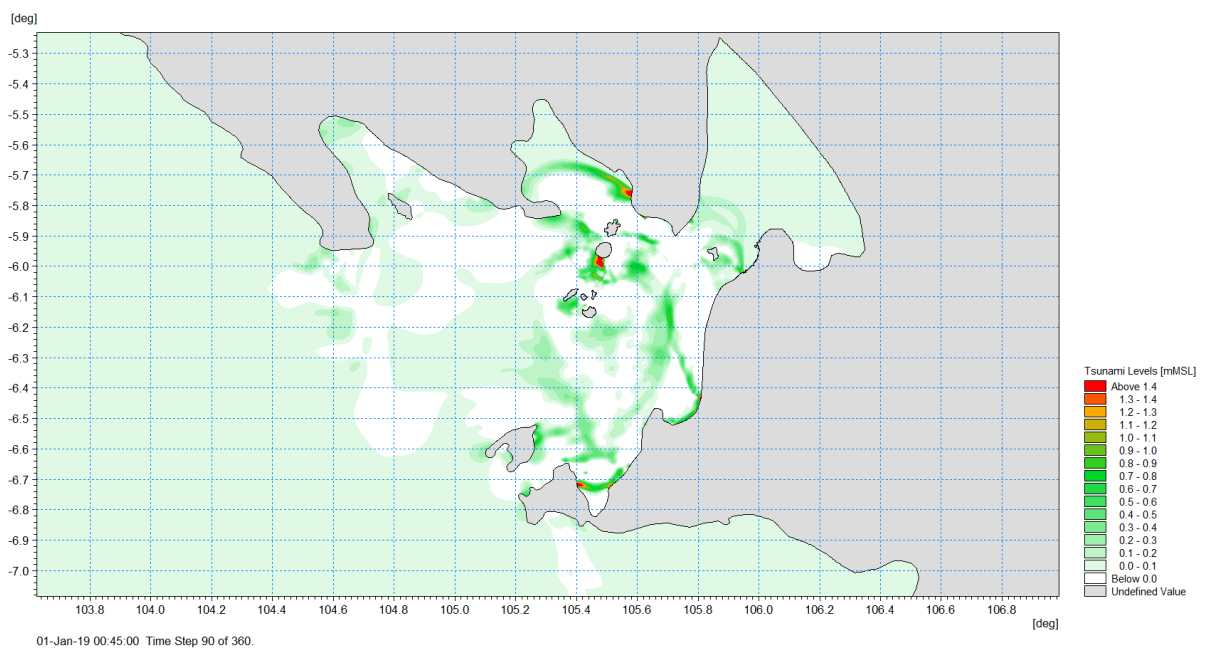 [deg]
-5.3
-5.4
-5.5
-5.6
-5.7
-5.8
-5.9
-6.0
-6.1
-6.2
-6.3
-6.4
-6.5
-6.6
-6.7
-6.8
-6.9
-7.0
103.8 104.0 104.2 104.4 104.6 104.8 105.0 105.2 105.4 105.6 105.8 106.0 106.2 106.4 106.6 106.8
[deg]
Tsunami Levels [mMSL]
Above 1.4
1.3 - 1.4
1.2 - 1.3
1.1 - 1.2
1.0 - 1.1
0.9 - 1.0
0.8 - 0.9
0.7 - 0.8
0.6 - 0.7
0.5 - 0.6
0.4 - 0.5
0.3 - 0.4
0.2 - 0.3
0.1 - 0.2
0.0 - 0.1
Below 0.0
Undefined Value
01-Jan-19 00:45:00 Time Step 90 of 360.